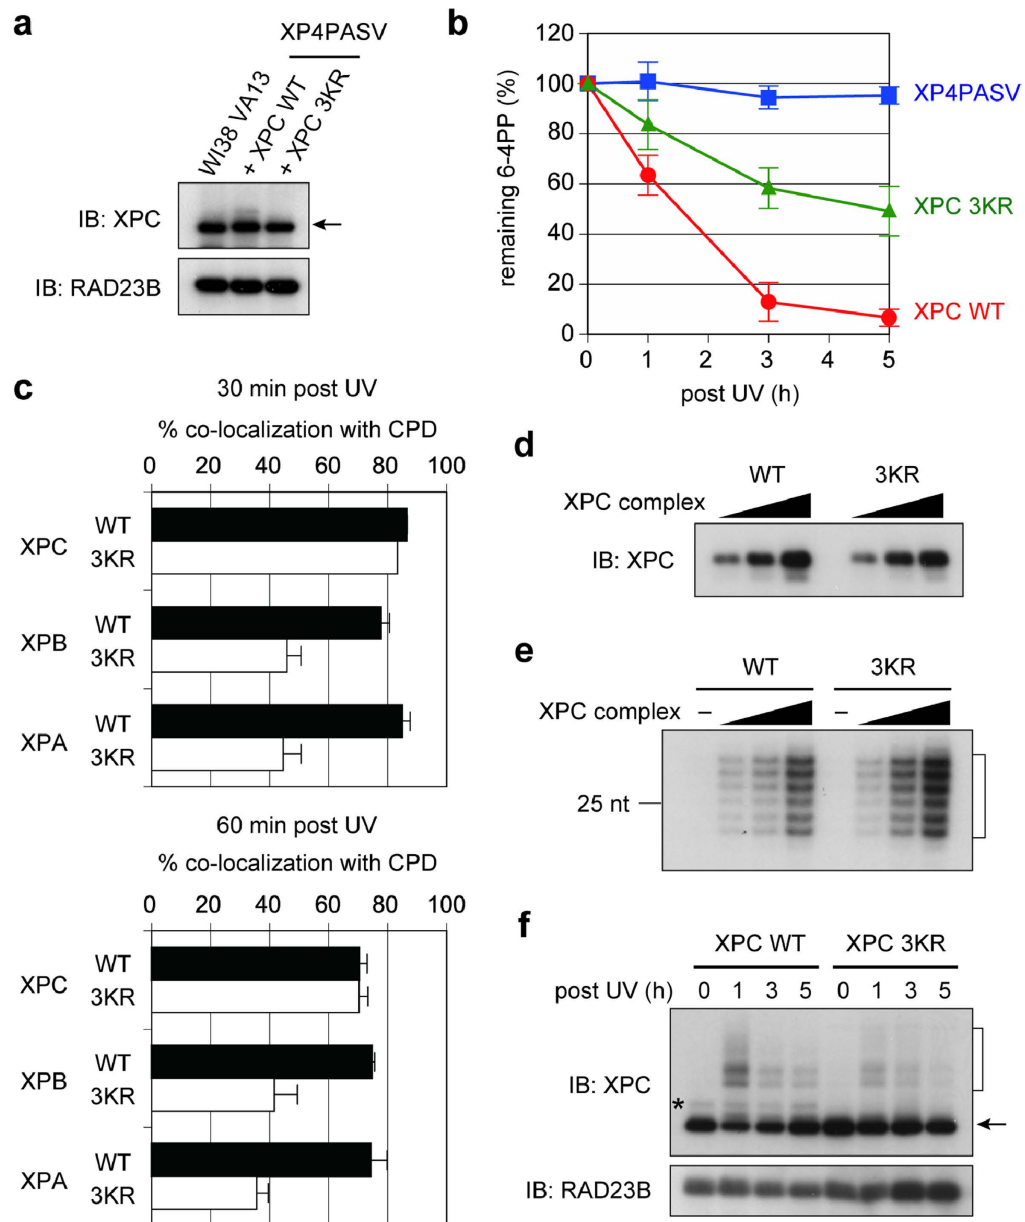 a
XP4PASV
WI38 VA13
+ XPC WT
+ XPC 3KR
IB: XPC
IB: RAD23B
b
remaining 6-4PP (%)
120
100
80
60
40
20
0
0 1 2 3 4 5
post UV (h)
XP4PASV
XPC 3KR
XPC WT
c
30 min post UV
% co-localization with CPD
0 20 40 60 80 100
XPC WT
3KR
XPB WT
3KR
XPA WT
3KR
60 min post UV
% co-localization with CPD
0 20 40 60 80 100
XPC WT
3KR
XPB WT
3KR
XPA WT
3KR
d
WT 3KR
XPC complex
IB: XPC
e
WT 3KR
XPC complex – –
25 nt
f
XPC WT XPC 3KR
post UV (h) 0 1 3 5 0 1 3 5
IB: XPC
*
IB: RAD23B